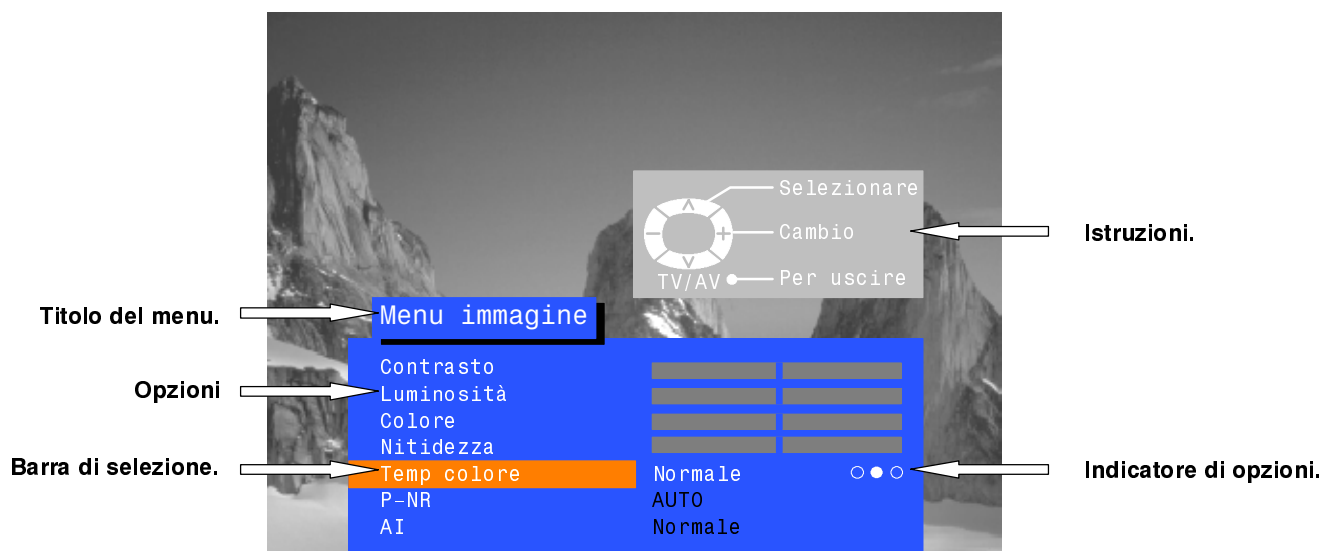 Selezionare
Cambio
TV/AV Per uscire
Istruzioni.
Titolo del menu.
Menu immagine
Contrasto
Opzioni
Luminosità
Colore
Nitidezza
Barra di selezione.
Temp colore Normale
Indicatore di opzioni.
P-NR AUTO
AI Normale